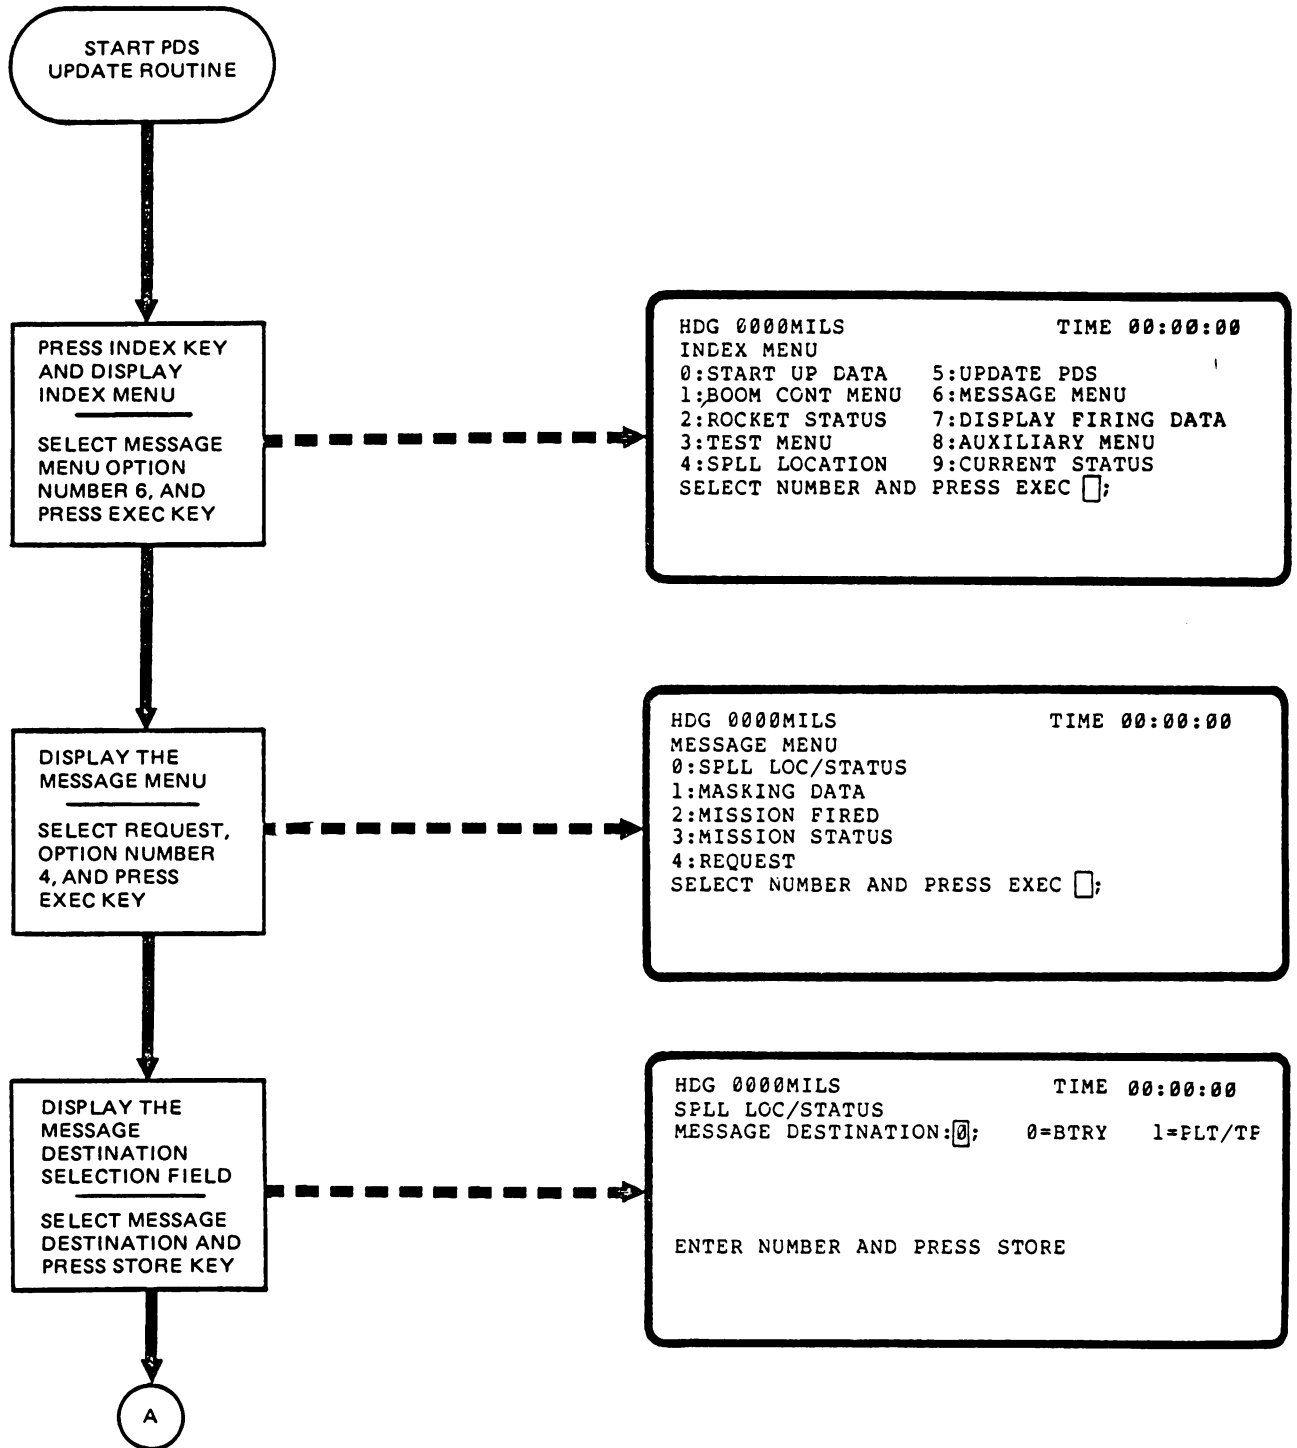 START PDS
UPDATE ROUTINE
PRESS INDEX KEY
AND DISPLAY
INDEX MENU
SELECT MESSAGE
MENU OPTION
NUMBER 6, AND
PRESS EXEC KEY
HDG 0000MILS TIME 00:00:00
INDEX MENU
0:START UP DATA 5:UPDATE PDS
1:BOOM CONT MENU 6:MESSAGE MENU
2:ROCKET STATUS 7:DISPLAY FIRING DATA
3:TEST MENU 8:AUXILIARY MENU
4:SPLL LOCATION 9:CURRENT STATUS
SELECT NUMBER AND PRESS EXEC ;
DISPLAY THE
MESSAGE MENU
SELECT REQUEST,
OPTION NUMBER
4, AND PRESS
EXEC KEY
HDG 0000MILS TIME 00:00:00
MESSAGE MENU
0:SPLL LOC/STATUS
1:MASKING DATA
2:MISSION FIRED
3:MISSION STATUS
4:REQUEST
SELECT NUMBER AND PRESS EXEC ;
DISPLAY THE
MESSAGE
DESTINATION
SELECTION FIELD
SELECT MESSAGE
DESTINATION AND
PRESS STORE KEY
HDG 0000MILS TIME 00:00:00
SPLL LOC/STATUS
MESSAGE DESTINATION:0; 0=BTRY 1=PLT/TP
ENTER NUMBER AND PRESS STORE
A